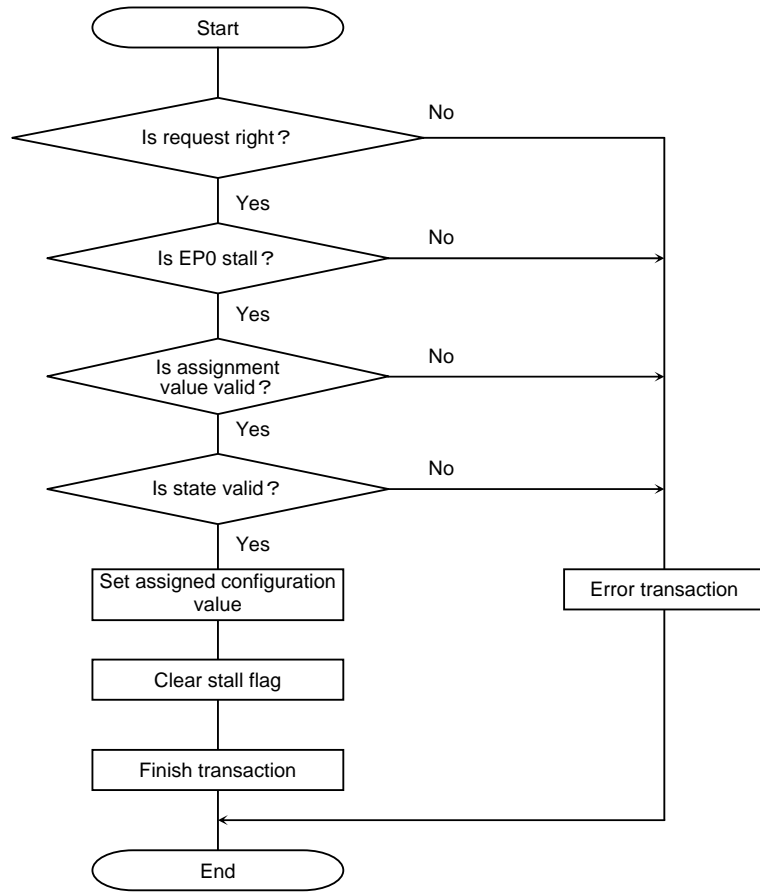 Start
No
Is request right？
Yes
No
Is EP0 stall？
Yes
No
Is assignment
value valid？
Yes
No
Is state valid？
Yes
Set assigned configuration
value
Error transaction
Clear stall flag
Finish transaction
End